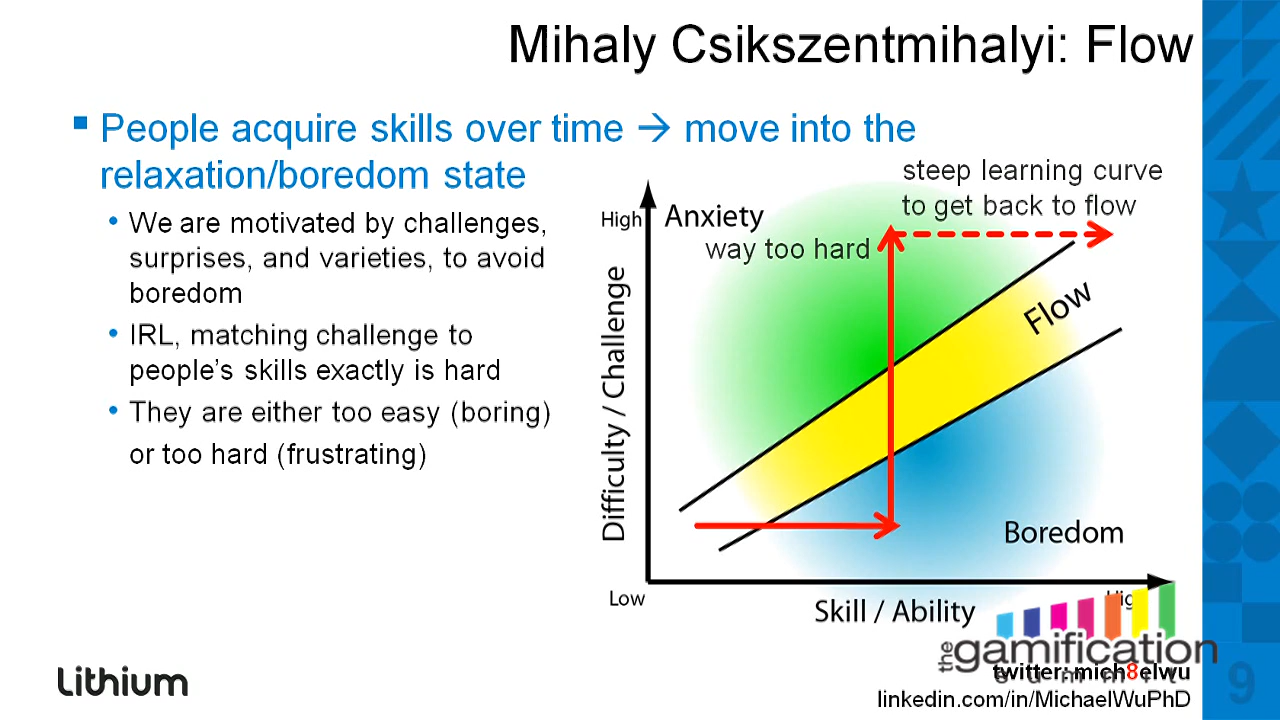 Mihaly Csikszentmihalyi: Flow
People acquire skills over time → move into the
relaxation/boredom state
We are motivated by challenges,
surprises, and varieties, to avoid
boredom
IRL, matching challenge to
people's skills exactly is hard
They are either too easy (boring)
or too hard (frustrating)
steep learning curve
to get back to flow
High
Anxiety
way too hard
Flow
Difficulty / Challenge
Boredom
Low
High
Skill / Ability
the gamification
summit
Lithium
twitter: mich8elwu
linkedin.com/in/MichaelWuPhD
9